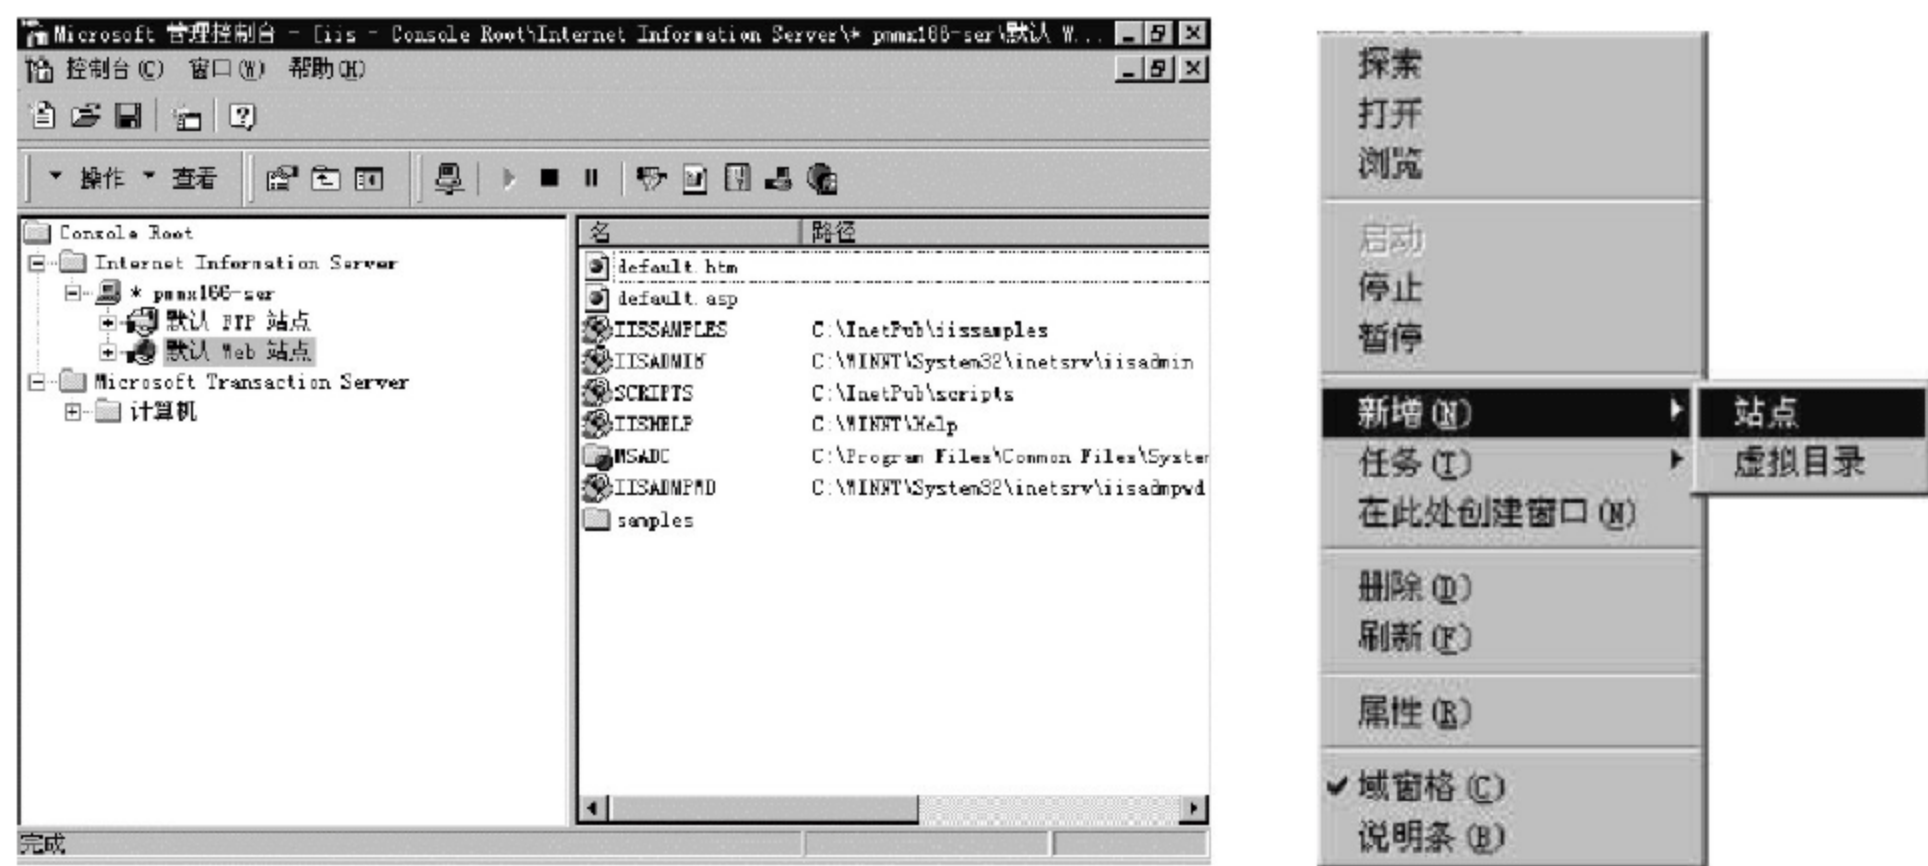 Microsoft 管理控制台 - [iis - Console Root\Internet Information Server\* pmmx166-ser\默认 W...
控制台(C) 窗口(W) 帮助(H)
操作 查看
Console Root
Internet Information Server
* pmmx166-ser
默认 FTP 站点
默认 Web 站点
Microsoft Transaction Server
计算机
名 路径
default.htm
default.asp
IISSAMPLES C:\InetPub\iissamples
IISADMIN C:\WINNT\System32\inetsrv\iisadmin
SCRIPTS C:\InetPub\scripts
IISHELP C:\WINNT\Help
MSADC C:\Program Files\Common Files\System
IISADMPWD C:\WINNT\System32\inetsrv\iisadmpwd
samples
完成
探索
打开
浏览
启动
停止
暂停
新增(N) 站点
任务(T) 虚拟目录
在此处创建窗口(N)
删除(D)
刷新(F)
属性(R)
域窗格(C)
说明条(B)